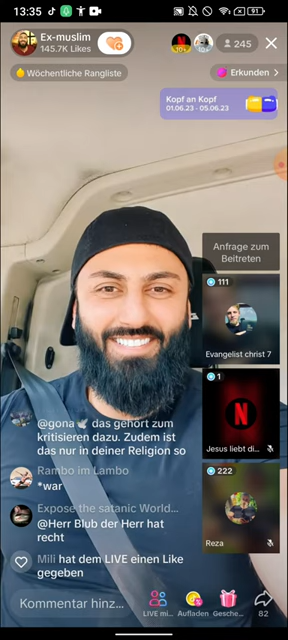 13:35
91
Ex-muslim
145.7K Likes
10+
245
Wöchentliche Rangliste
Erkunden >
Kopf an Kopf
01.06.23 - 05.06.23
Anfrage zum
Beitreten
111
Evangelist christ 7
1
N
Jesus liebt di...
222
Reza
@gona🕊 das gehört zum
kritisieren dazu. Zudem ist
das nur in deiner Religion so
Rambo im Lambo
*war
Expose the satanic World...
@Herr Blub der Herr hat
recht
Mili hat dem LIVE einen Like
gegeben
Kommentar hinz...
LIVE mi...
Aufladen
Gesche...
82